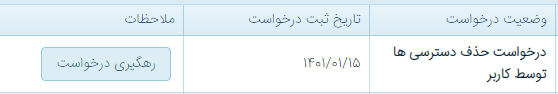 وضعیت درخواست
تاریخ ثبت درخواست
ملاحظات
درخواست حذف دسترسی ها
توسط کاربر
۱۴۰۱/۰۱/۱۵
رهگیری درخواست